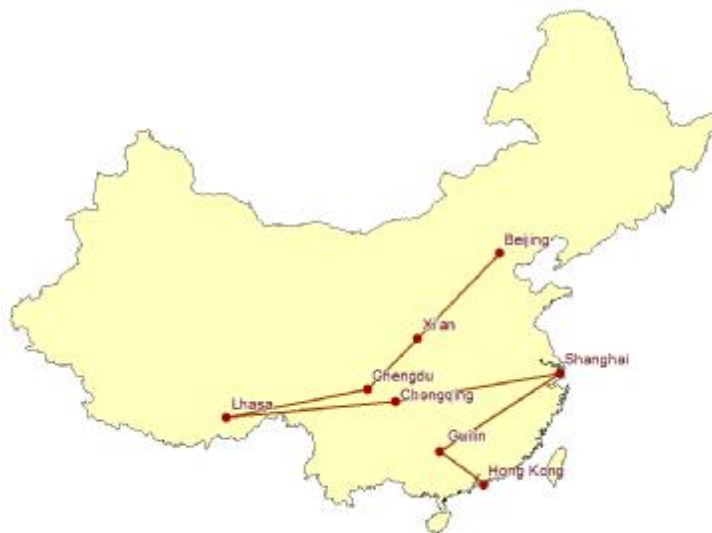 Beijing
Xi'an
Shanghai
Chengdu
Chongqing
Lhasa
Guilin
Hong Kong